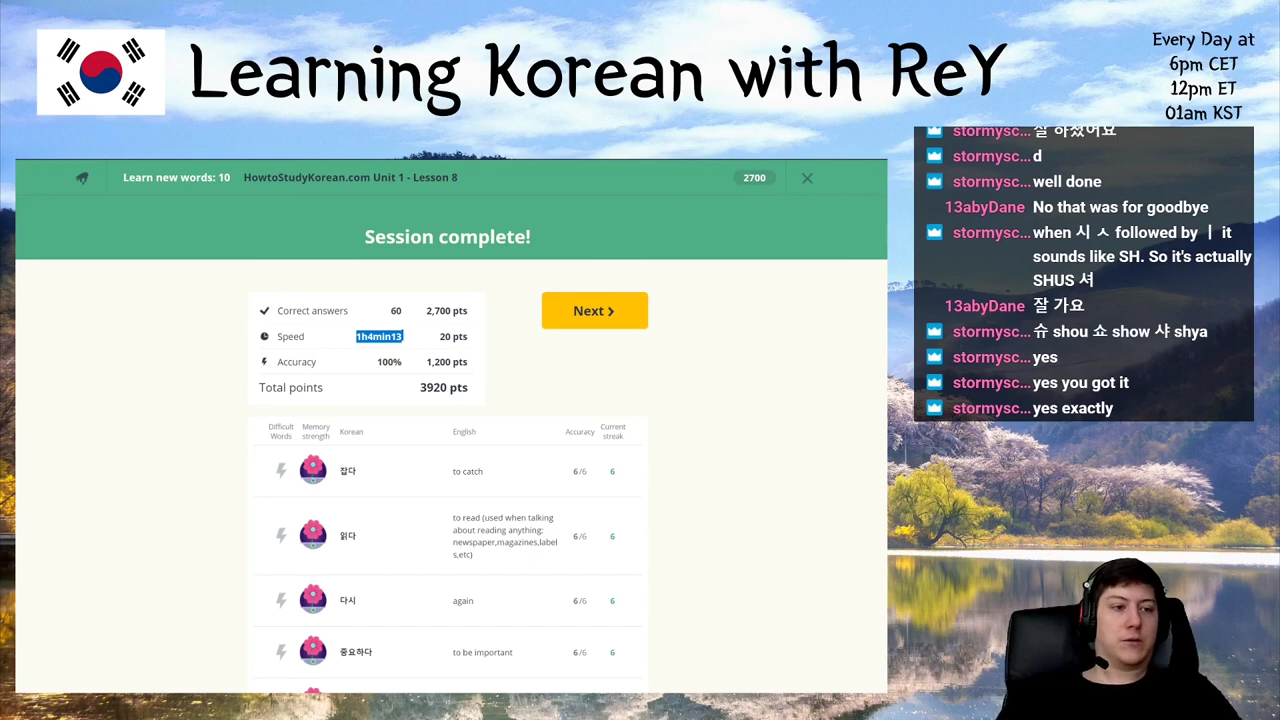 Learning Korean with ReY
Every Day at
6pm CET
12pm ET
01am KST
Learn new words: 10 HowtoStudyKorean.com Unit 1 - Lesson 8 2700
Session complete!
Correct answers 60 2,700 pts
Speed 1h4min13 20 pts
Accuracy 100% 1,200 pts
Total points 3920 pts
Next
Difficult Words Memory strength Korean English Accuracy Current streak
잡다 to catch 6/6 6
읽다 to read (used when talking
about reading anything:
newspaper,magazines,label
s,etc) 6/6 6
다시 again 6/6 6
중요하다 to be important 6/6 6
stormysc... 잘 하셨어요
stormysc... d
stormysc... well done
13abyDane No that was for goodbye
stormysc... when 시 ㅅ followed by ㅣ it
sounds like SH. So it's actually
SHUS 셔
13abyDane 잘 가요
stormysc... 슈 shou 쇼 show 샤 shya
stormysc... yes
stormysc... yes you got it
stormysc... yes exactly